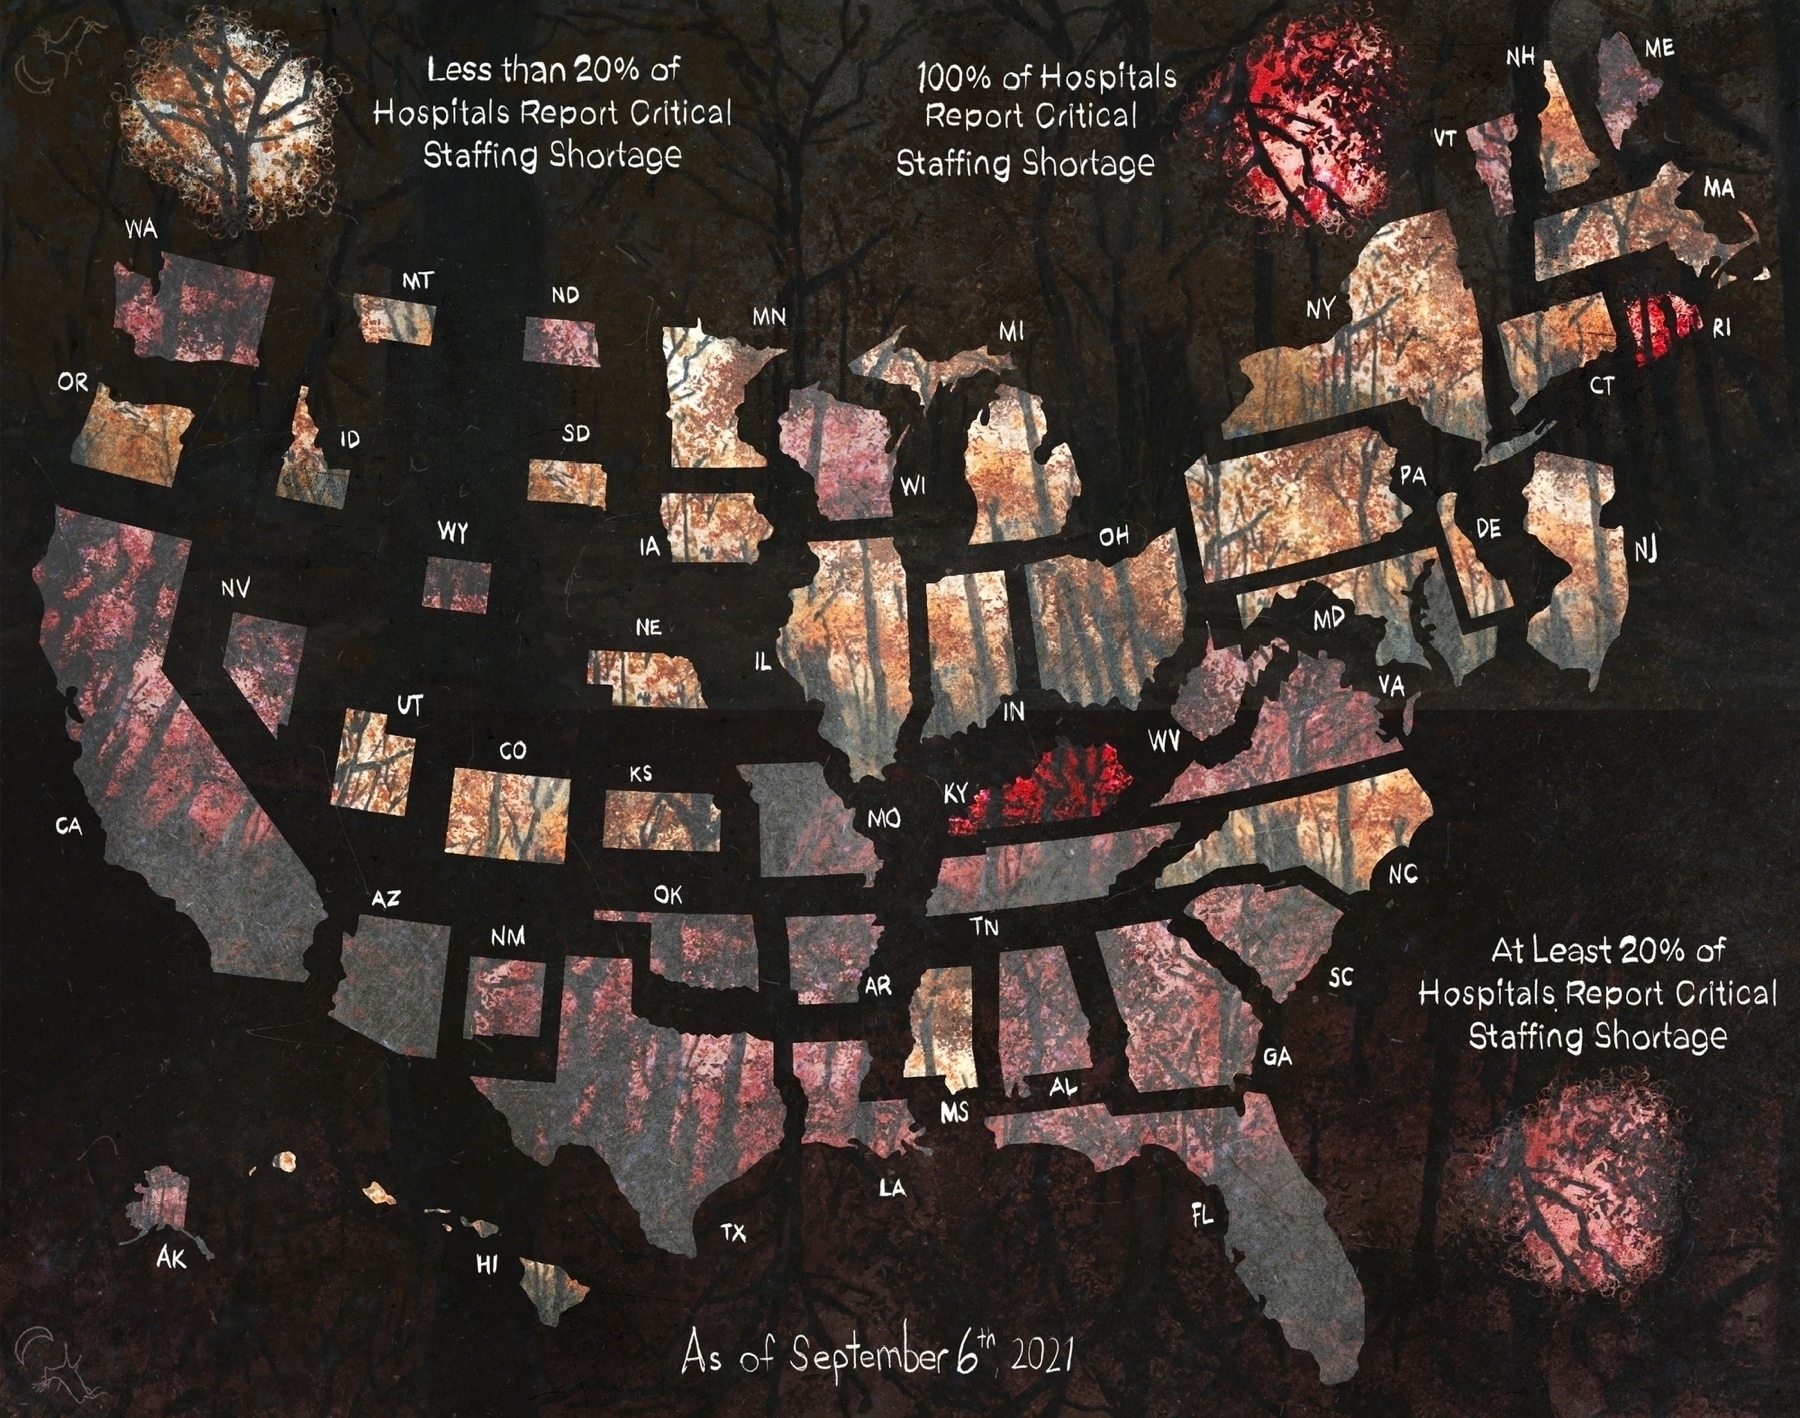 Less than 20% of
Hospitals Report Critical
Staffing Shortage
100% of Hospitals
Report Critical
Staffing Shortage
NH
ME
VT
MA
WA
MT
ND
MN
MI
NY
RI
OR
CT
ID
SD
WI
PA
WY
IA
OH
DE
NJ
NV
NE
MD
IL
VA
UT
IN
CO
WV
KS
KY
CA
MO
NC
AZ
OK
NM
TN
AR
SC
At Least 20% of
Hospitals Report Critical
Staffing Shortage
GA
AL
MS
LA
FL
TX
AK
HI
As of September 6th, 2021